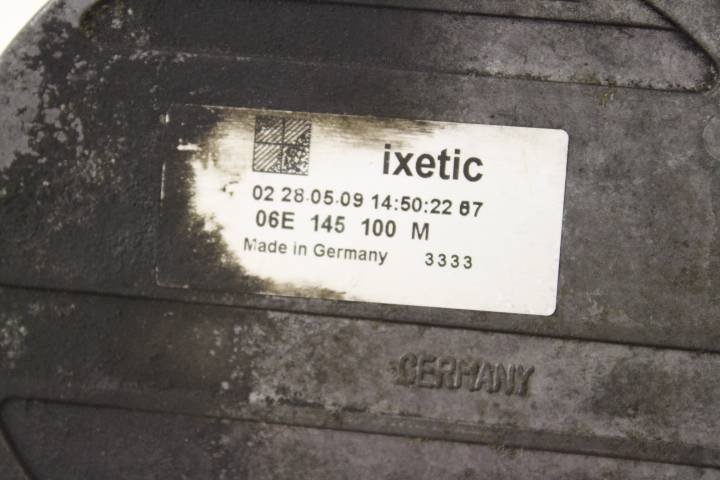 ixetic
02 28.05.09 14:50:22 67
06E 145 100 M
Made in Germany 3333
GERMANY